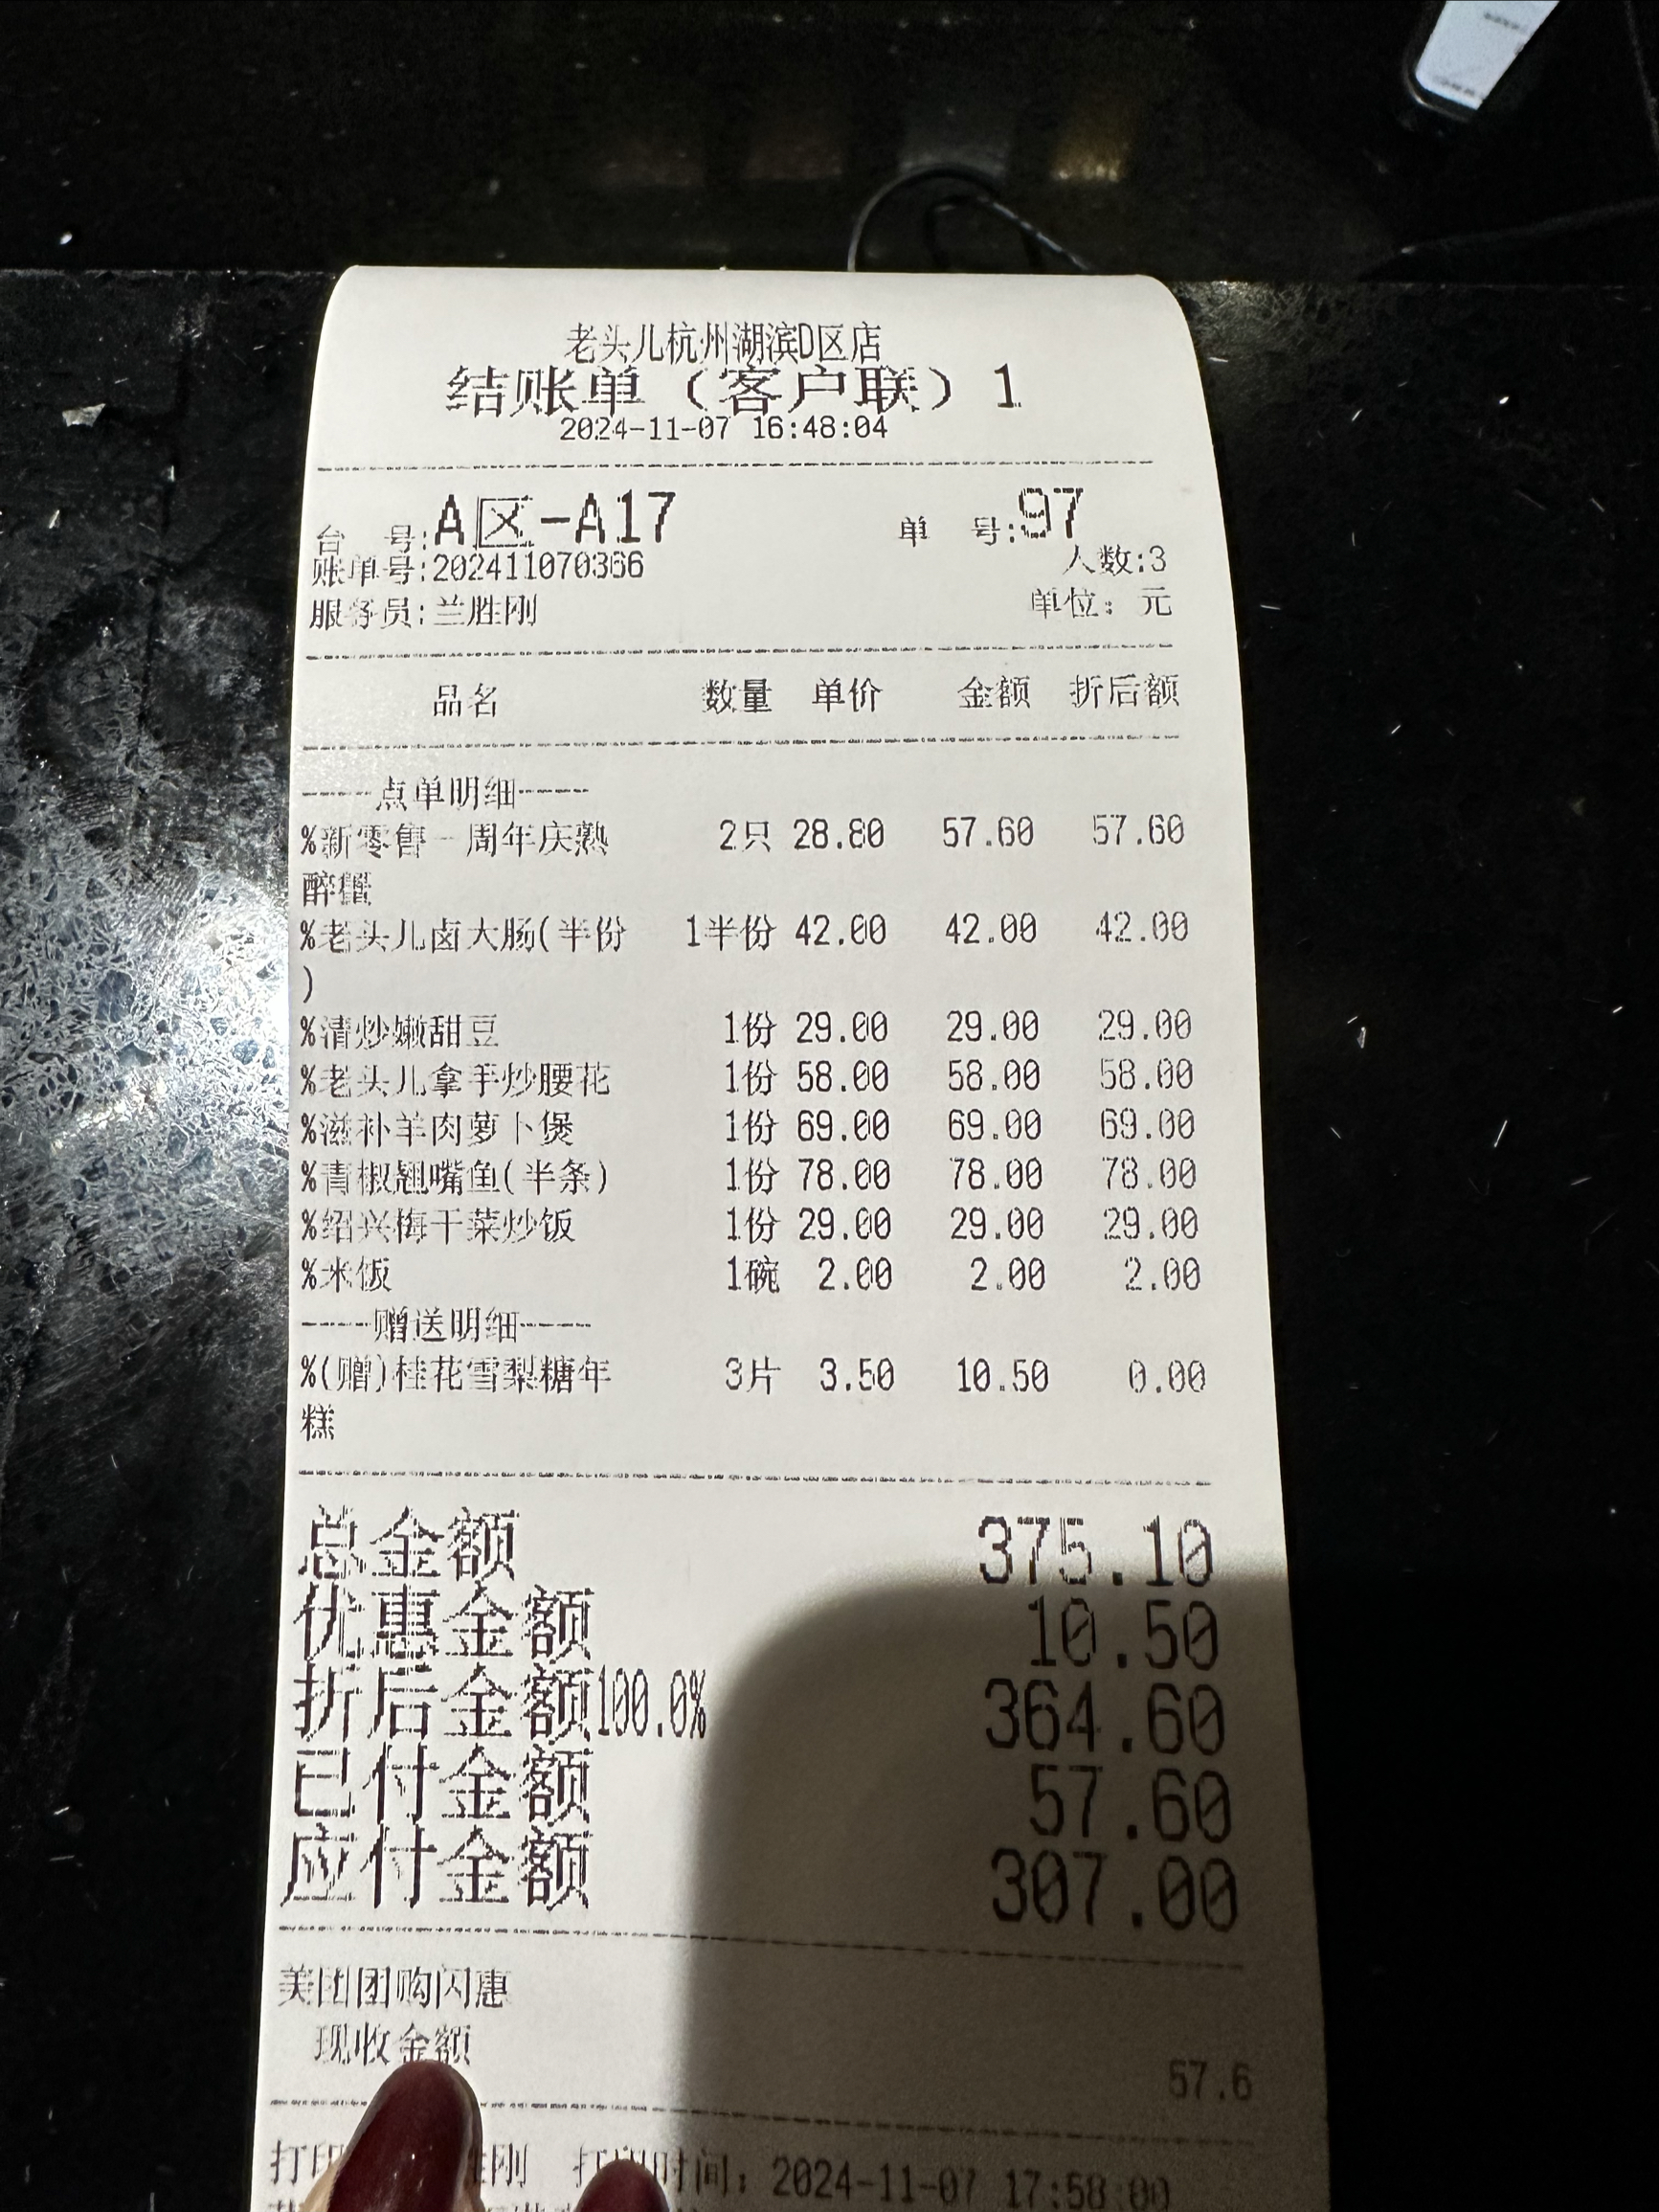 老头儿杭州湖滨D区店
结账单（客户联）1
2024-11-07 16:48:04
台 号:A区-A17 单 号:97
账单号:202411070366 人数:3
服务员:兰胜刚 单位：元
品名 数量 单价 金额 折后额
----点单明细----
%新零售一周年庆熟 2只 28.80 57.60 57.60
醉
%老头儿卤大肠(半份 1半份 42.00 42.00 42.00
)
%清炒嫩甜豆 1份 29.00 29.00 29.00
%老头儿拿手炒腰花 1份 58.00 58.00 58.00
%滋补羊肉萝卜煲 1份 69.00 69.00 69.00
%青椒翘嘴鱼(半条) 1份 78.00 78.00 78.00
%绍兴梅干菜炒饭 1份 29.00 29.00 29.00
%米饭 1碗 2.00 2.00 2.00
----赠送明细----
%(赠)桂花雪梨糖年 3片 3.50 10.50 0.00
糕
总金额 375.10
优惠金额 10.50
折后金额100.0% 364.60
已付金额 57.60
应付金额 307.00
美团团购闪惠
现收金额 57.6
打印 胜刚 打印时间：2024-11-07 17:58:00